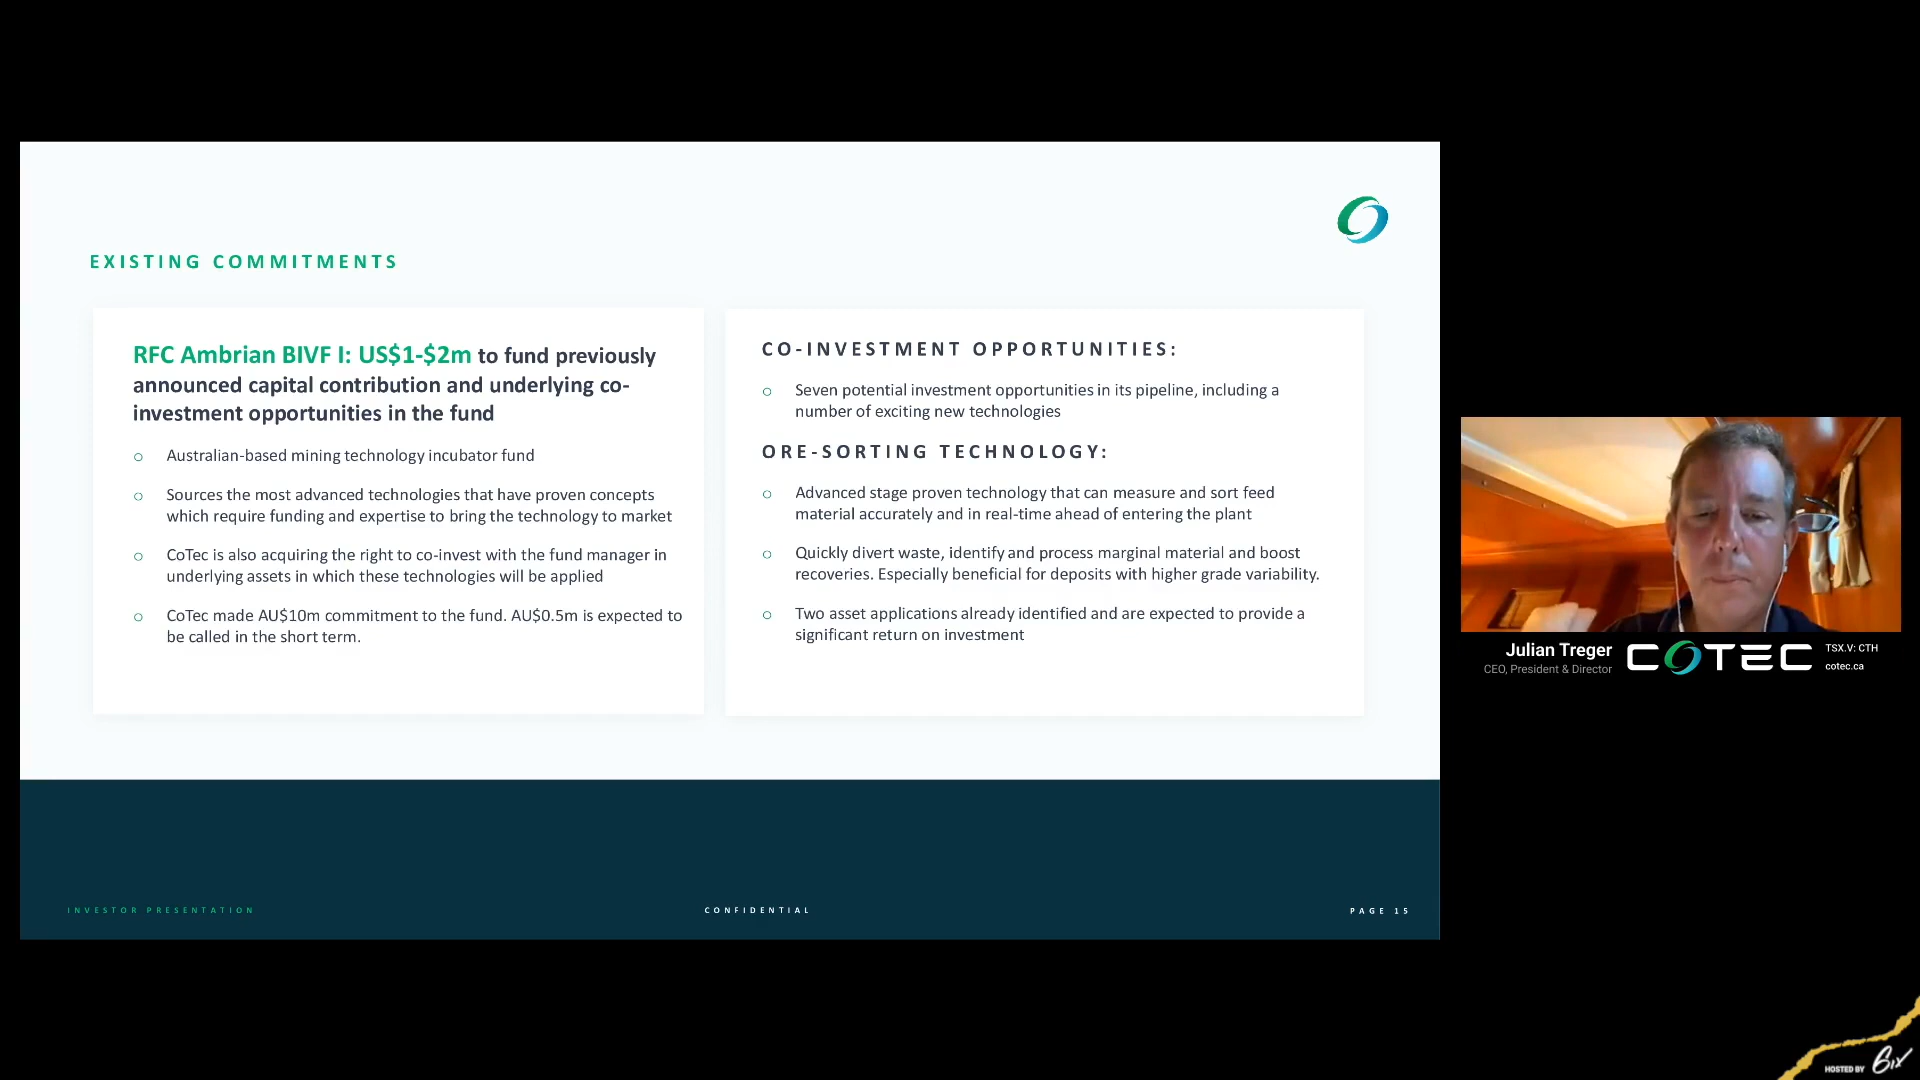 EXISTING COMMITMENTS
RFC Ambrian BIVF I: US$1-$2m to fund previously
announced capital contribution and underlying co-
investment opportunities in the fund
Australian-based mining technology incubator fund
Sources the most advanced technologies that have proven concepts
which require funding and expertise to bring the technology to market
CoTec is also acquiring the right to co-invest with the fund manager in
underlying assets in which these technologies will be applied
CoTec made AU$10m commitment to the fund. AU$0.5m is expected to
be called in the short term.
CO-INVESTMENT OPPORTUNITIES:
Seven potential investment opportunities in its pipeline, including a
number of exciting new technologies
ORE-SORTING TECHNOLOGY:
Advanced stage proven technology that can measure and sort feed
material accurately and in real-time ahead of entering the plant
Quickly divert waste, identify and process marginal material and boost
recoveries. Especially beneficial for deposits with higher grade variability.
Two asset applications already identified and are expected to provide a
significant return on investment
INVESTOR PRESENTATION
CONFIDENTIAL
PAGE 15
Julian Treger
CEO, President & Director
COTEC
TSX.V: CTH
cotec.ca
HOSTED BY 6ix